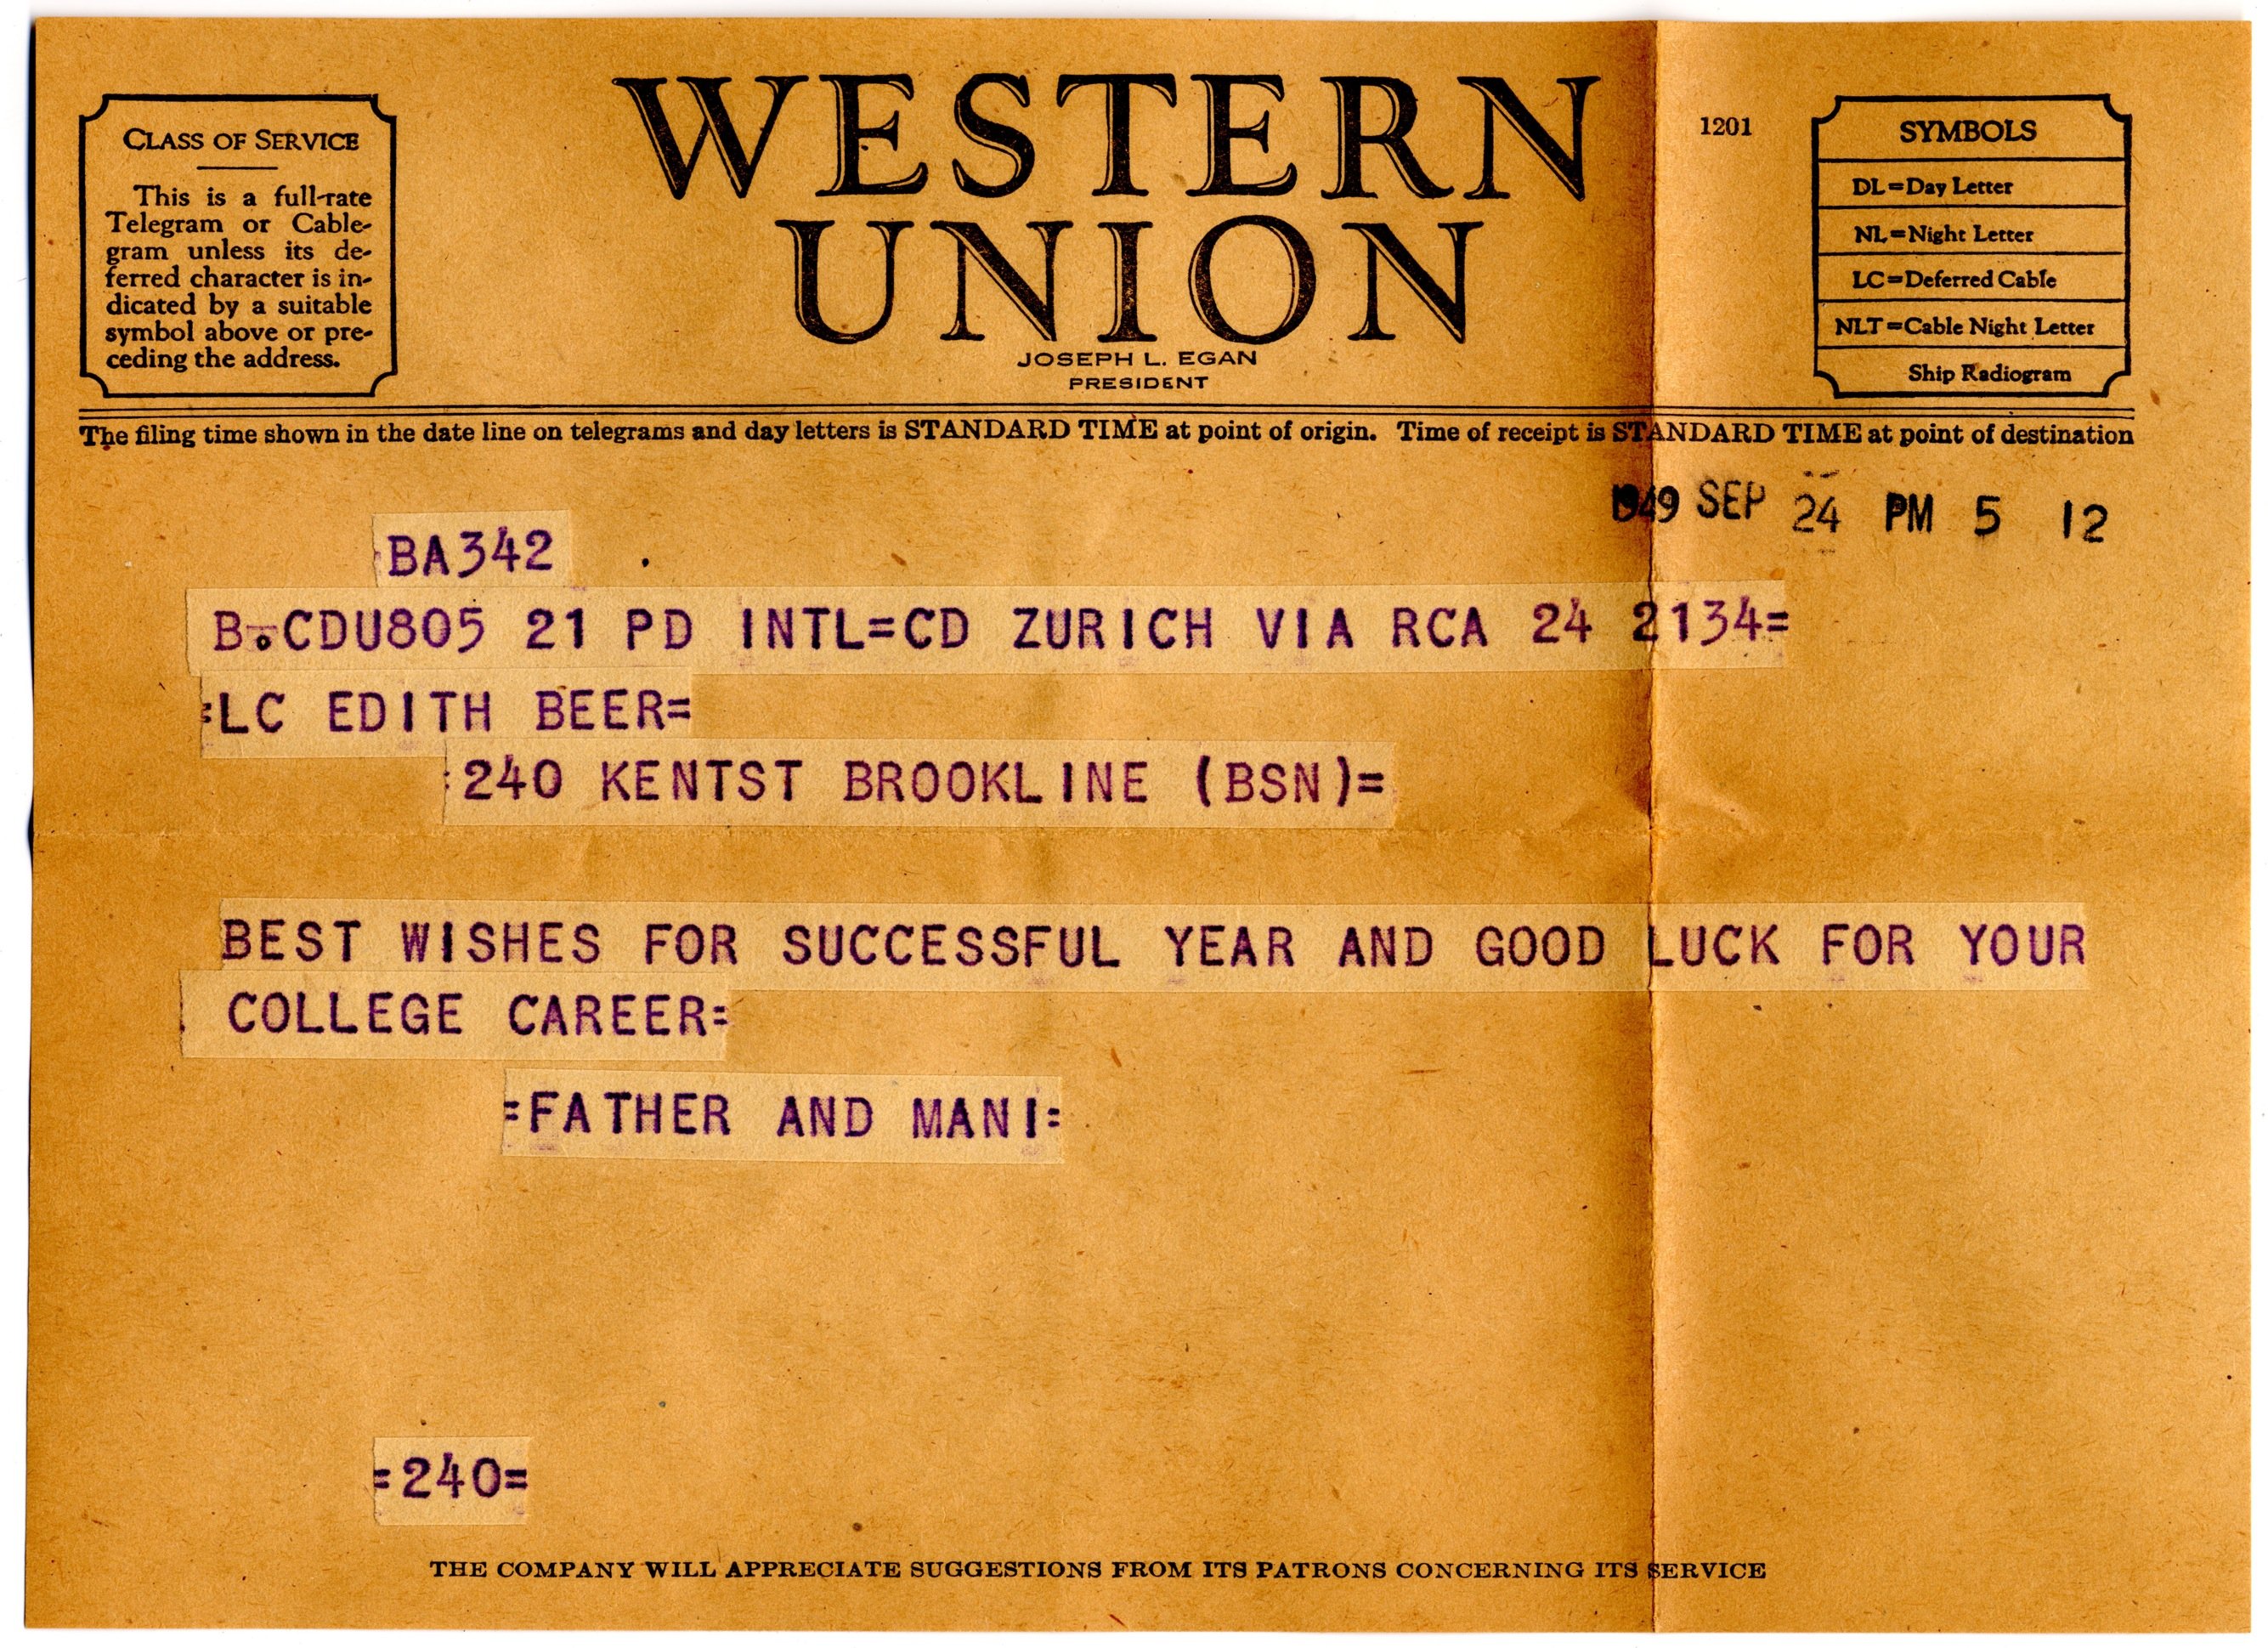 WESTERN
UNION
JOSEPH L. EGAN
PRESIDENT
CLASS OF SERVICE
This is a full-rate
Telegram or Cable-
gram unless its de-
ferred character is in-
dicated by a suitable
symbol above or pre-
ceding the address.
1201
SYMBOLS
DL=Day Letter
NL=Night Letter
LC=Deferred Cable
NLT=Cable Night Letter
Ship Radiogram
The filing time shown in the date line on telegrams and day letters is STANDARD TIME at point of origin. Time of receipt is STANDARD TIME at point of destination
1949 SEP 24 PM 5 12
BA342
B.CDU805 21 PD INTL=CD ZURICH VIA RCA 24 2134=
=LC EDITH BEER=
:240 KENTST BROOKLINE (BSN)=
BEST WISHES FOR SUCCESSFUL YEAR AND GOOD LUCK FOR YOUR
COLLEGE CAREER=
=FATHER AND MANI=
=240=
THE COMPANY WILL APPRECIATE SUGGESTIONS FROM ITS PATRONS CONCERNING ITS SERVICE